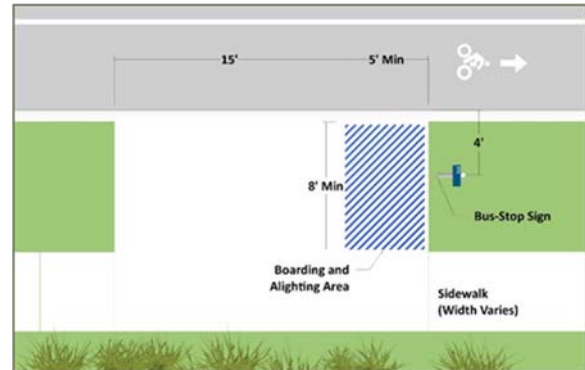 15'
5' Min
4'
8' Min
Bus-Stop Sign
Boarding and
Alighting Area
Sidewalk
(Width Varies)